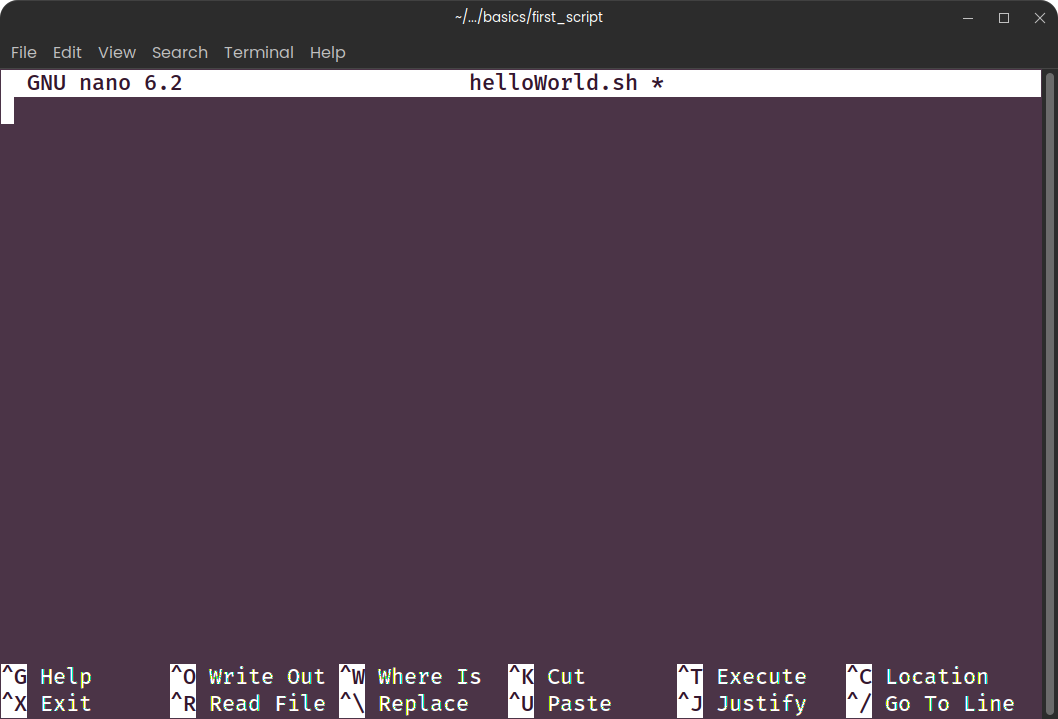 ~/.../basics/first_script
File Edit View Search Terminal Help
GNU nano 6.2 helloWorld.sh *
^G Help ^O Write Out ^W Where Is ^K Cut ^T Execute ^C Location
^X Exit ^R Read File ^\ Replace ^U Paste ^J Justify ^/ Go To Line